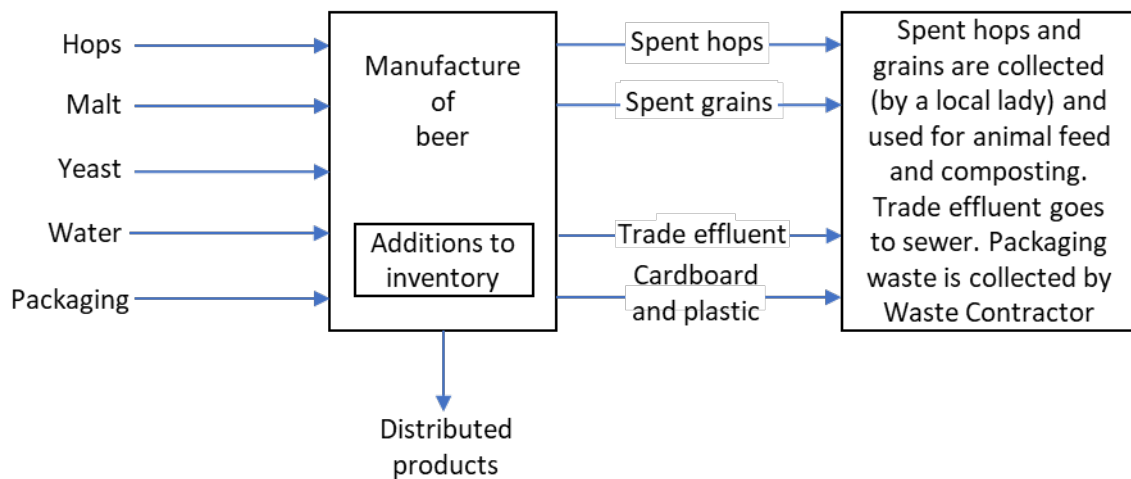 Hops
Malt
Yeast
Water
Packaging
Manufacture
of
beer
Additions to
inventory
Distributed
products
Spent hops
Spent grains
Trade effluent
Cardboard
and plastic
Spent hops and
grains are collected
(by a local lady) and
used for animal feed
and composting.
Trade effluent goes
to sewer. Packaging
waste is collected by
Waste Contractor